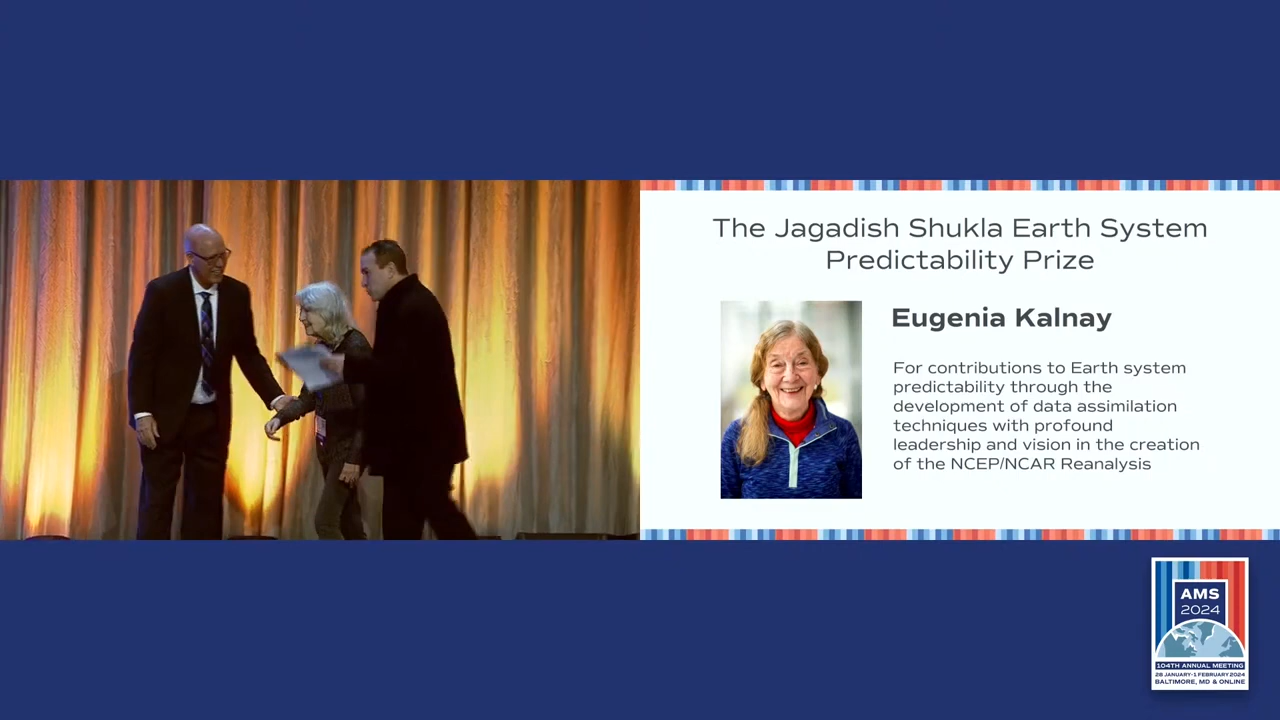 The Jagadish Shukla Earth System
Predictability Prize
Eugenia Kalnay
For contributions to Earth system
predictability through the
development of data assimilation
techniques with profound
leadership and vision in the creation
of the NCEP/NCAR Reanalysis
AMS
2024
104TH ANNUAL MEETING
28 JANUARY-1 FEBRUARY 2024
BALTIMORE, MD & ONLINE